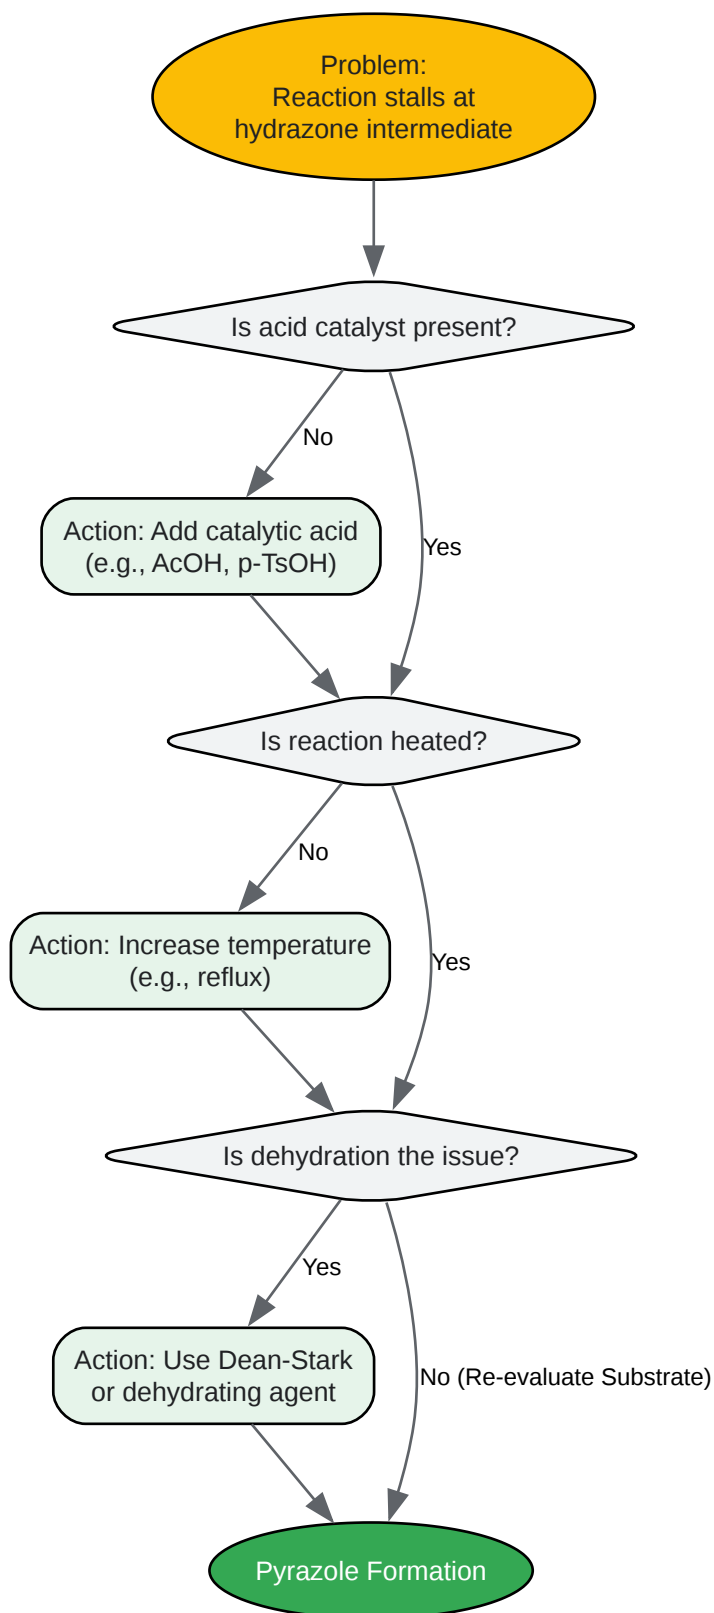 Problem:
Reaction stalls at
hydrazone intermediate
Is acid catalyst present?
No
Action: Add catalytic acid
(e.g., AcOH, p-TsOH)
Yes
Is reaction heated?
No
Action: Increase temperature
(e.g., reflux)
Yes
Is dehydration the issue?
Yes
Action: Use Dean-Stark
or dehydrating agent
No (Re-evaluate Substrate)
Pyrazole Formation